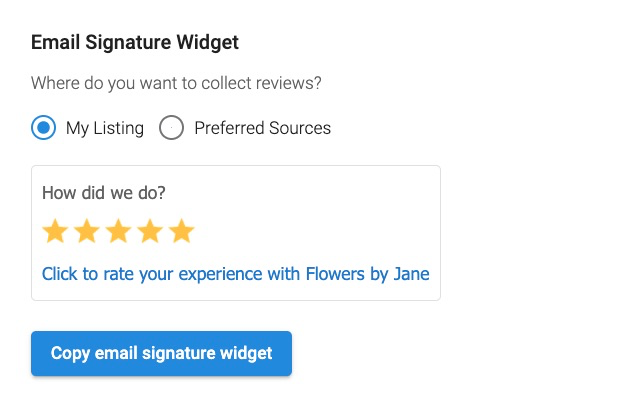 Email Signature Widget
Where do you want to collect reviews?
My Listing Preferred Sources
How did we do?
Click to rate your experience with Flowers by Jane
Copy email signature widget